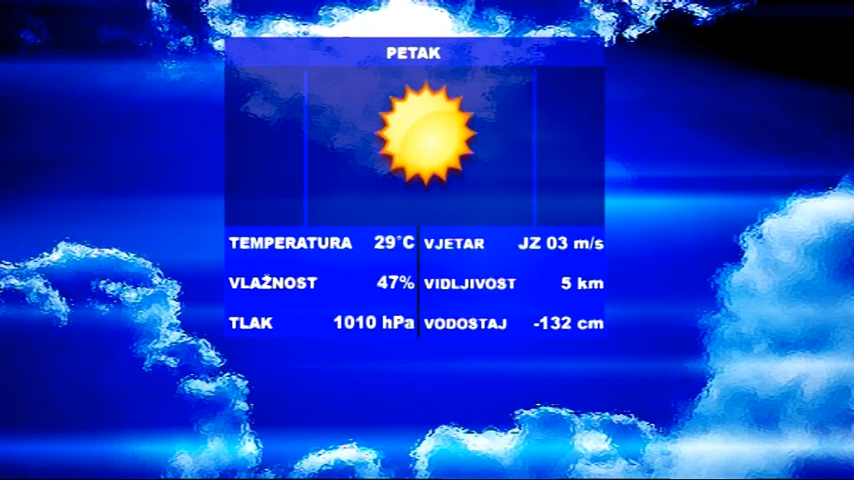 PETAK
TEMPERATURA 29°C VJETAR JZ 03 m/s
VLAŽNOST 47% VIDLJIVOST 5 km
TLAK 1010 hPa VODOSTAJ -132 cm